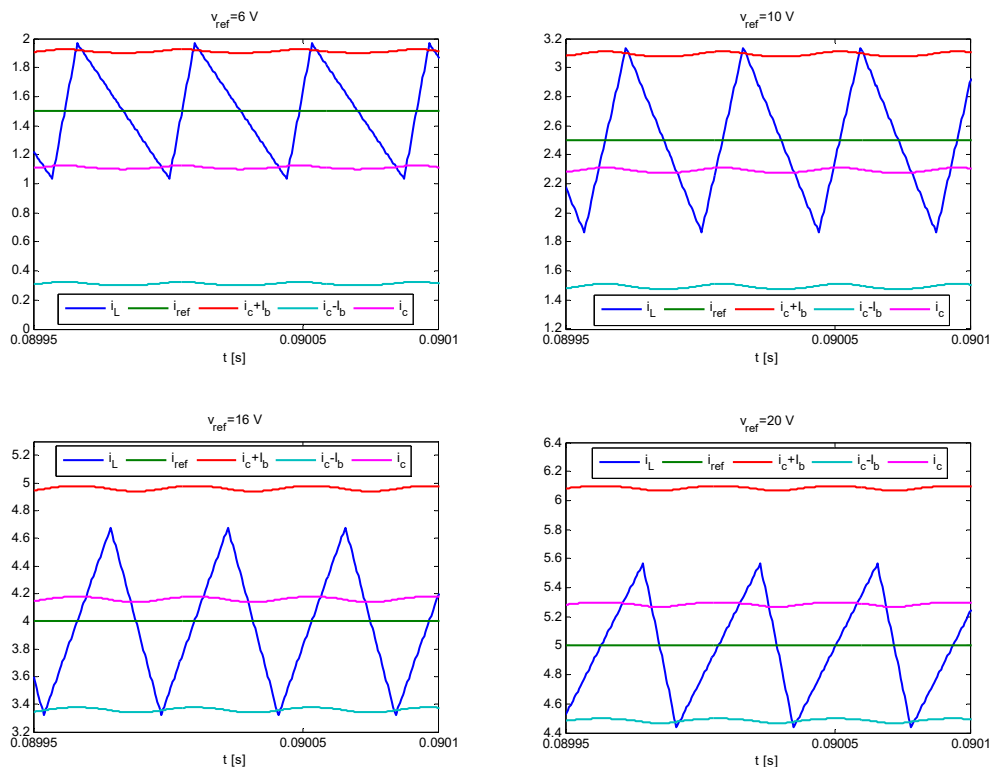 v_ref=6 V
2
1.8
1.6
1.4
1.2
1
0.8
0.6
0.4
0.2
0
i_L i_ref i_c+I_b i_c-I_b i_c
0.08995 0.09005 0.0901
t [s]
v_ref=10 V
3.2
3
2.8
2.6
2.4
2.2
2
1.8
1.6
1.4
1.2
i_L i_ref i_c+I_b i_c-I_b i_c
0.08995 0.09005 0.0901
t [s]
v_ref=16 V
i_L i_ref i_c+I_b i_c-I_b i_c
5.2
5
4.8
4.6
4.4
4.2
4
3.8
3.6
3.4
3.2
0.08995 0.09005 0.0901
t [s]
v_ref=20 V
6.4
i_L i_ref i_c+I_b i_c-I_b i_c
6.2
6
5.8
5.6
5.4
5.2
5
4.8
4.6
4.4
0.08995 0.09005 0.0901
t [s]